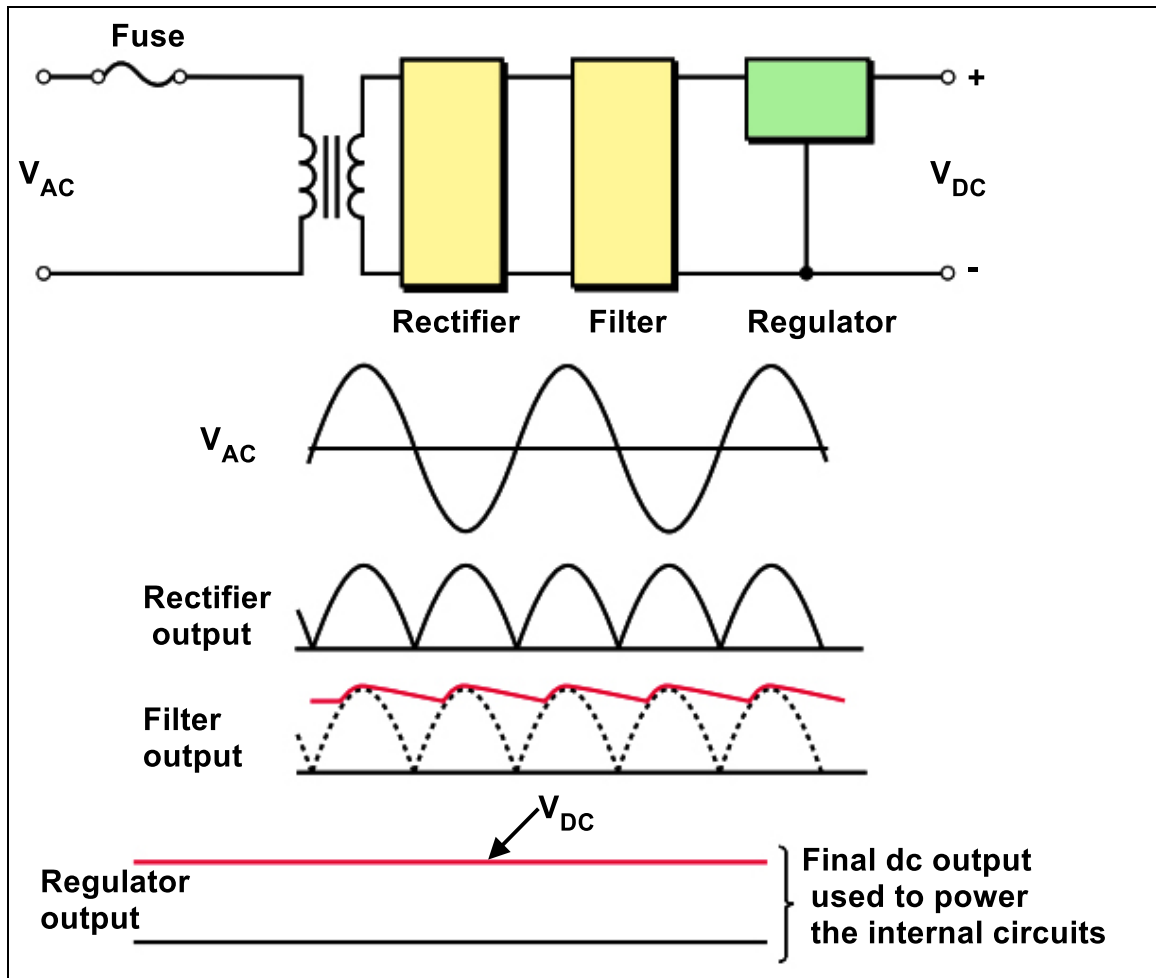 Fuse
+
V_AC
V_DC
-
Rectifier
Filter
Regulator
V_AC
Rectifier
output
Filter
output
V_DC
Regulator
output
Final dc output
used to power
the internal circuits